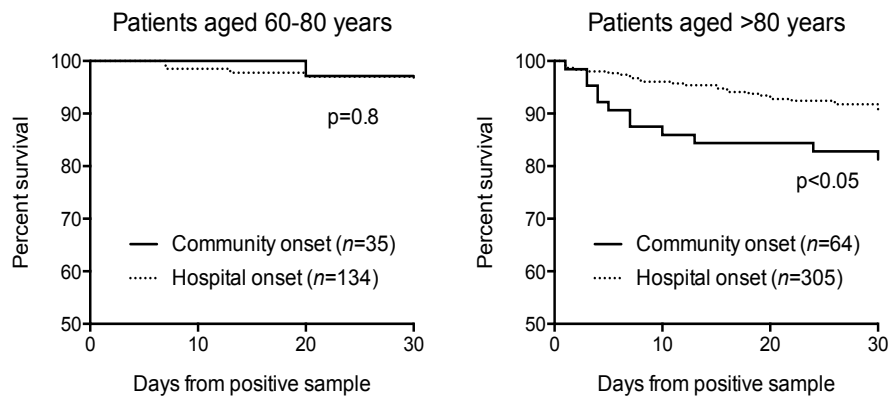 Patients aged 60-80 years
Percent survival
100
90
80
70
60
50
p=0.8
Community onset (n=35)
Hospital onset (n=134)
0
10
20
30
Days from positive sample
Patients aged >80 years
Percent survival
100
90
80
70
60
50
p<0.05
Community onset (n=64)
Hospital onset (n=305)
0
10
20
30
Days from positive sample